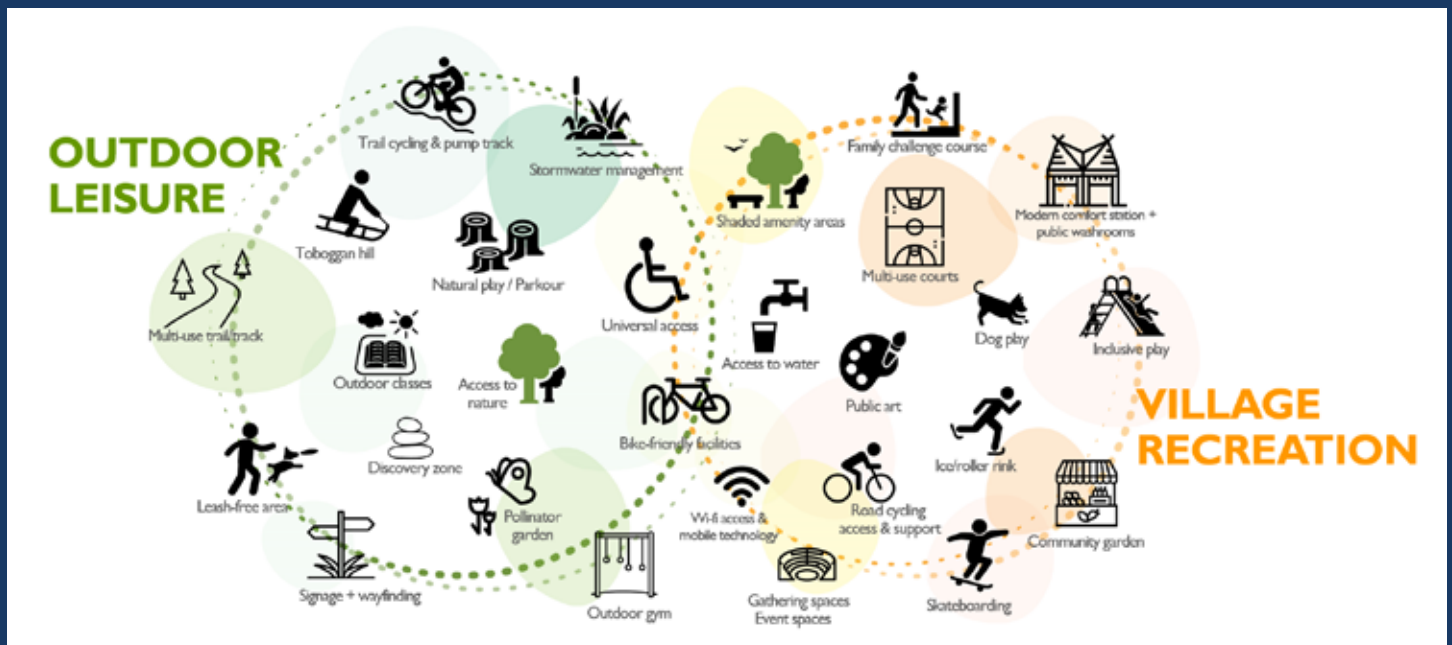 OUTDOOR
LEISURE
Trail cycling & pump track
Stormwater management
Toboggan hill
Natural play / Parkour
Multi-use trail/track
Universal access
Outdoor classes
Access to
nature
Bike-friendly facilities
Discovery zone
Leash-free area
Pollinator
garden
Signage + wayfinding
Outdoor gym
Family challenge course
Shaded amenity areas
Modern comfort station +
public washrooms
Multi-use courts
Dog play
Inclusive play
Access to water
Public art
VILLAGE
RECREATION
Ice/roller rink
Wi-fi access &
mobile technology
Road cycling
access & support
Community garden
Gathering spaces
Event spaces
Skateboarding